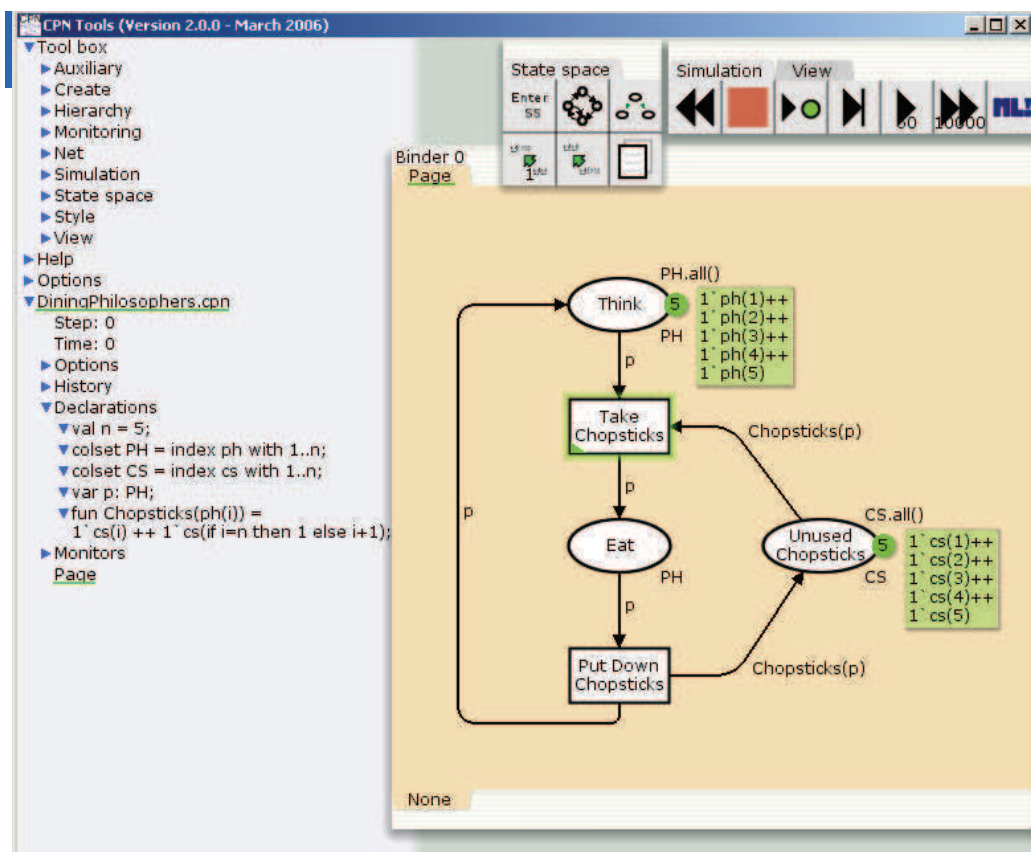 CPN Tools (Version 2.0.0 - March 2006)
Tool box
Auxiliary
Create
Hierarchy
Monitoring
Net
Simulation
State space
Style
View
Help
Options
DiningPhilosophers.cpn
Step: 0
Time: 0
Options
History
Declarations
val n = 5;
colset PH = index ph with 1..n;
colset CS = index cs with 1..n;
var p: PH;
fun Chopsticks(ph(i)) =
1`cs(i) ++ 1`cs(if i=n then 1 else i+1);
Monitors
Page
State space
Enter
SS
1
Simulation
View
50
10000
ML!
Binder 0
Page
PH.all()
Think
5
1`ph(1)++
1`ph(2)++
1`ph(3)++
1`ph(4)++
1`ph(5)
PH
p
Take
Chopsticks
Chopsticks(p)
p
p
CS.all()
Eat
Unused
Chopsticks
5
1`cs(1)++
1`cs(2)++
1`cs(3)++
1`cs(4)++
1`cs(5)
PH
CS
p
Put Down
Chopsticks
Chopsticks(p)
None